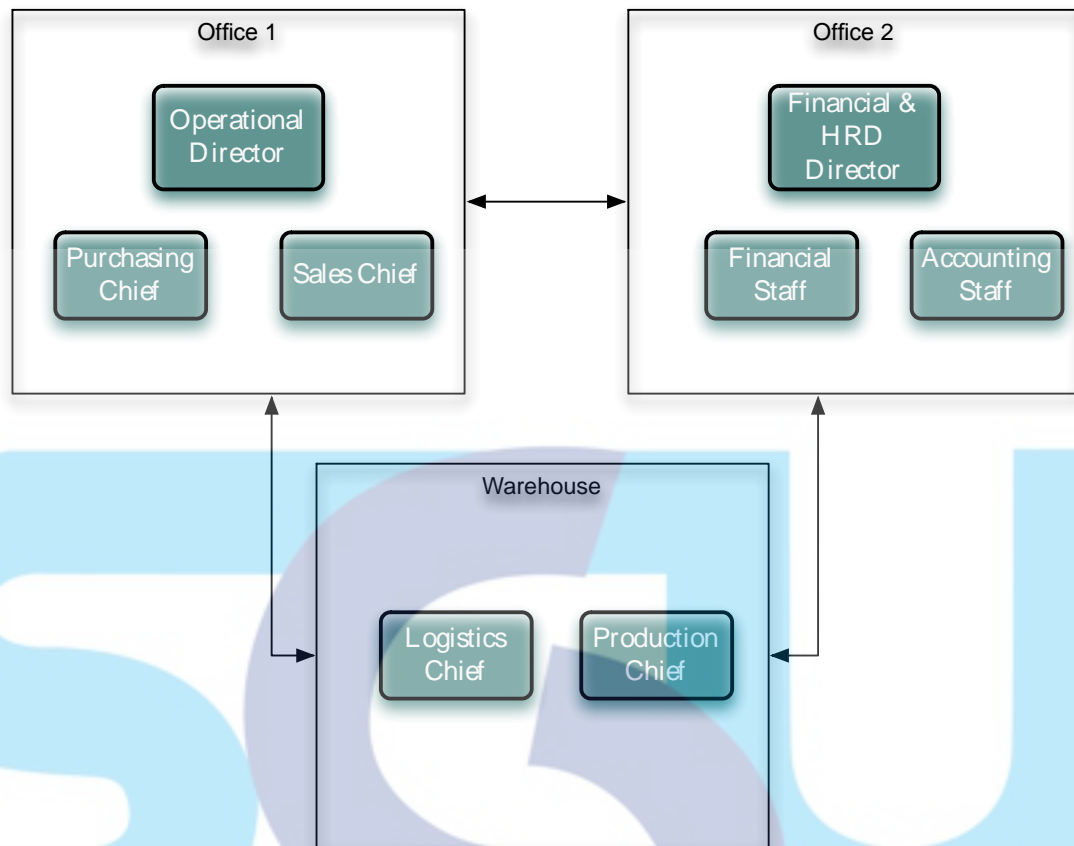 Office 1
Office 2
Operational
Director
Financial &
HRD
Director
Purchasing
Chief
Sales Chief
Financial
Staff
Accounting
Staff
Warehouse
Logistics
Chief
Production
Chief
SGU